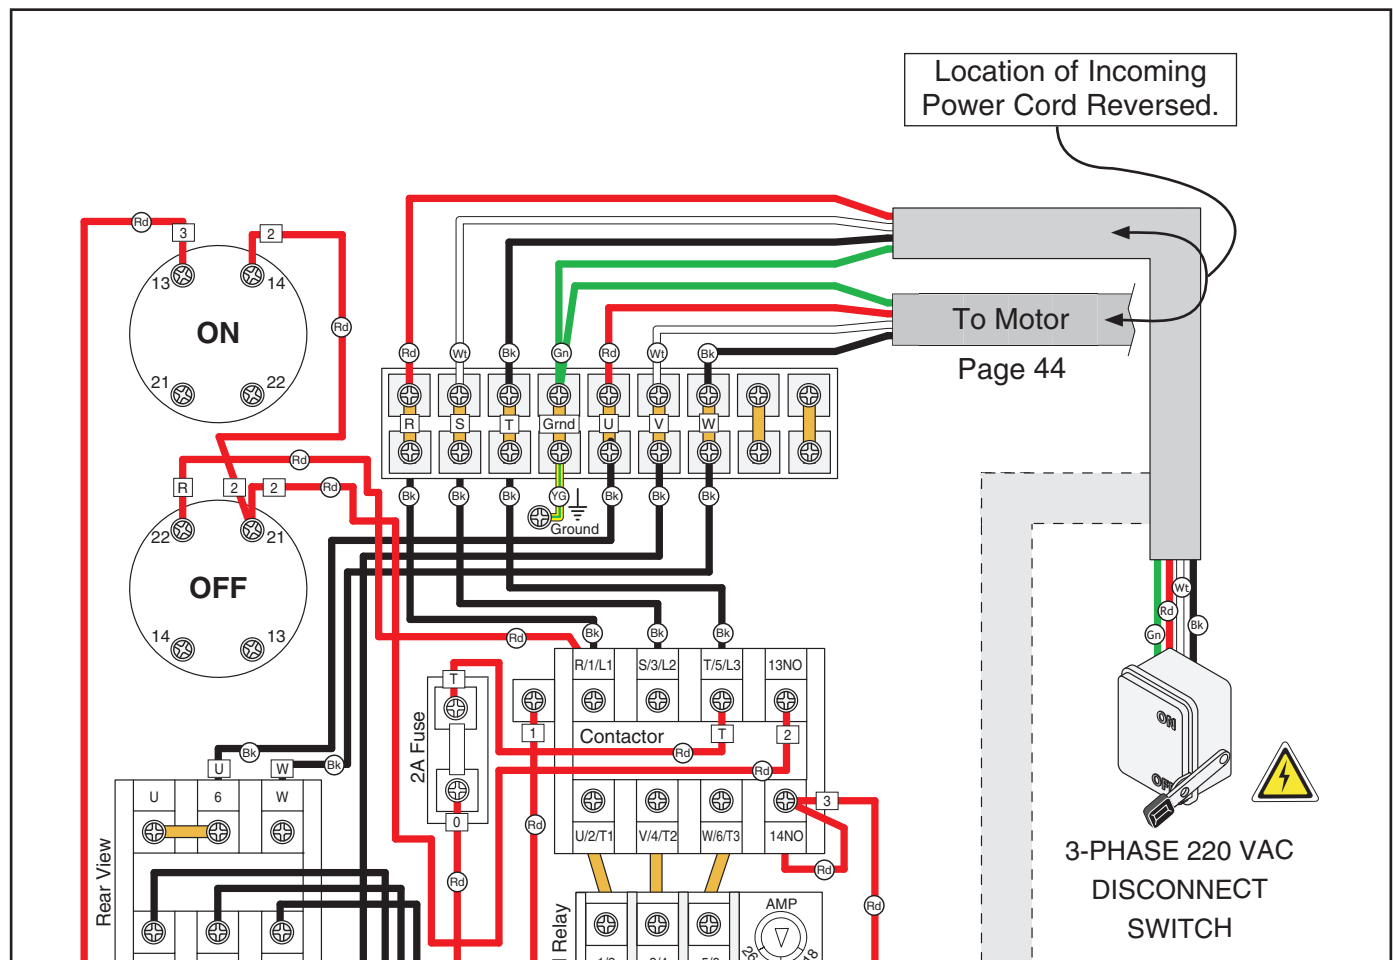 Location of Incoming
Power Cord Reversed.
Rd
3
2
13
14
ON
21
22
Rd
To Motor
Page 44
Rd
Wt
Bk
Gn
Rd
Wt
Bk
R
S
T
Grnd
U
V
W
Rd
R
2
2
Rd
22
21
OFF
14
13
Bk
Bk
Bk
YG
Bk
Bk
Bk
Ground
Rd
Bk
Bk
Bk
R/1/L1
S/3/L2
T/5/L3
13NO
T
2A Fuse
0
Rd
1
Rd
Contactor
T
2
Rd
Rd
3
U/2/T1
V/4/T2
W/6/T3
14NO
Rd
Rd
Bk
Bk
U
W
U
6
W
Rear View
Relay
AMP
26
18
Wt
Rd
Bk
Gn
ON
OFF
3-PHASE 220 VAC
DISCONNECT
SWITCH